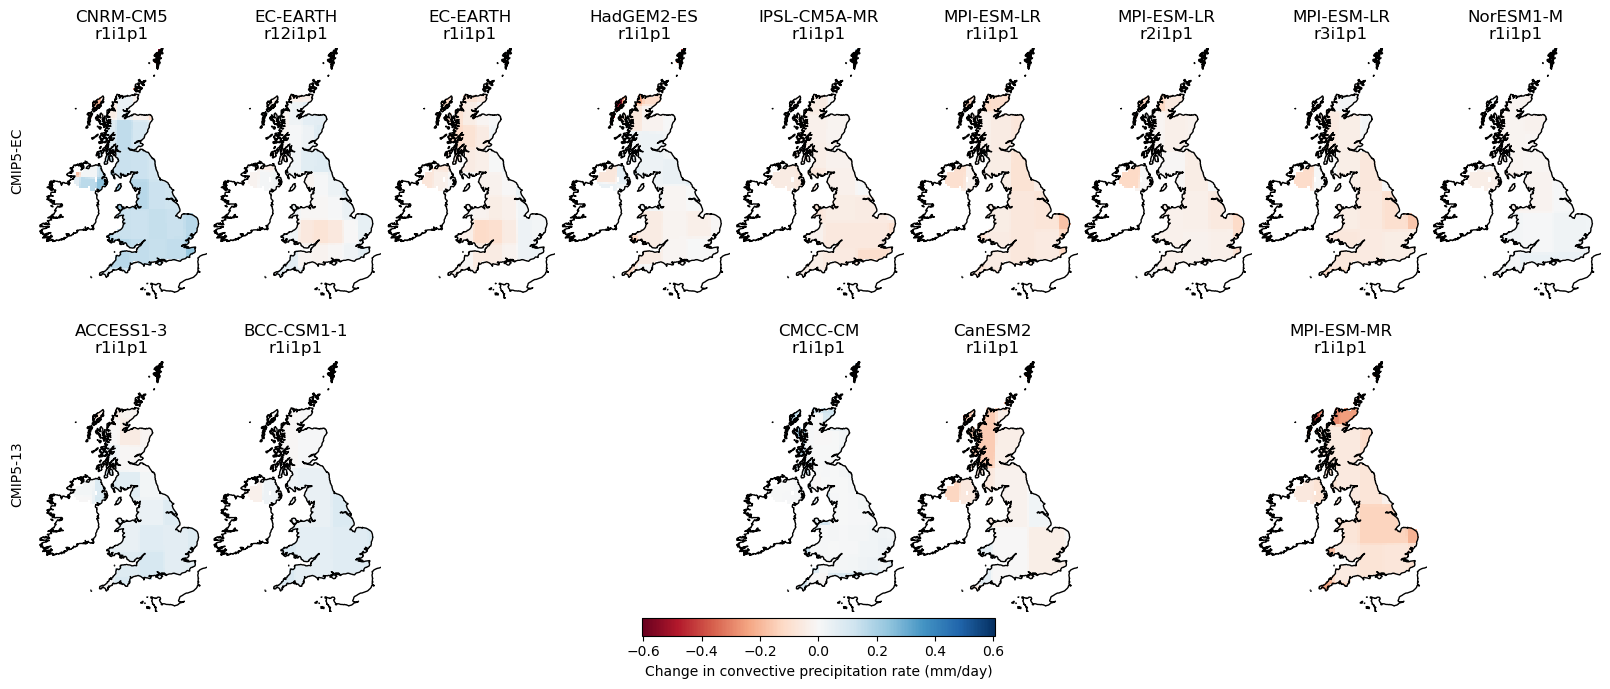 CNRM-CM5
r1i1p1
EC-EARTH
r12i1p1
EC-EARTH
r1i1p1
HadGEM2-ES
r1i1p1
IPSL-CM5A-MR
r1i1p1
MPI-ESM-LR
r1i1p1
MPI-ESM-LR
r2i1p1
MPI-ESM-LR
r3i1p1
NorESM1-M
r1i1p1
CMIP5-EC
ACCESS1-3
r1i1p1
BCC-CSM1-1
r1i1p1
CMCC-CM
r1i1p1
CanESM2
r1i1p1
MPI-ESM-MR
r1i1p1
CMIP5-13
−0.6 −0.4 −0.2 0.0 0.2 0.4 0.6
Change in convective precipitation rate (mm/day)